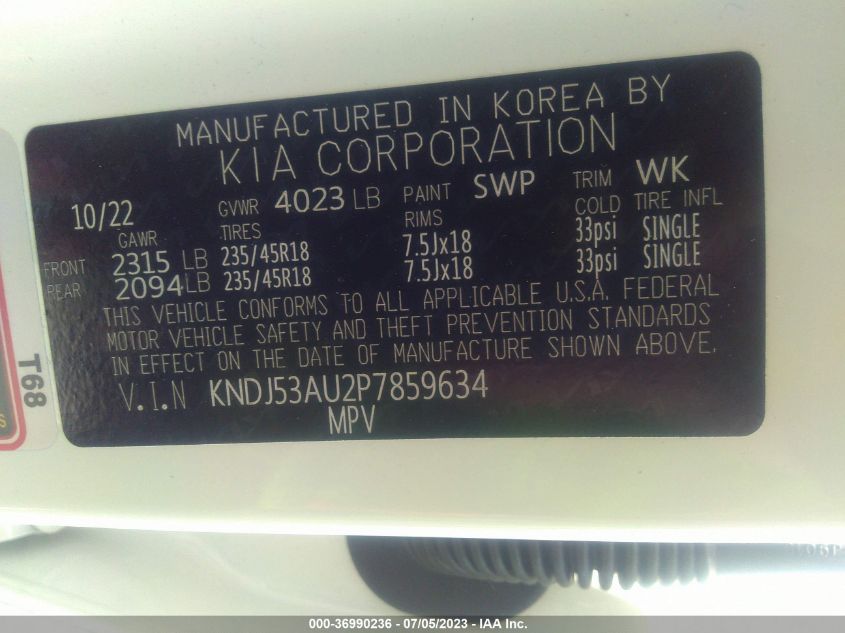 MANUFACTURED IN KOREA BY
KIA CORPORATION
10/22 GVWR 4023 LB PAINT SWP TRIM WK
GAWR TIRES RIMS COLD TIRE INFL
FRONT 2315 LB 235/45R18 7.5Jx18 33psi SINGLE
REAR 2094 LB 235/45R18 7.5Jx18 33psi SINGLE
THIS VEHICLE CONFORMS TO ALL APPLICABLE U.S.A. FEDERAL
MOTOR VEHICLE SAFETY AND THEFT PREVENTION STANDARDS
IN EFFECT ON THE DATE OF MANUFACTURE SHOWN ABOVE.
V.I.N KNDJ53AU2P7859634
MPV
T68
000-36990236 - 07/05/2023 - IAA Inc.